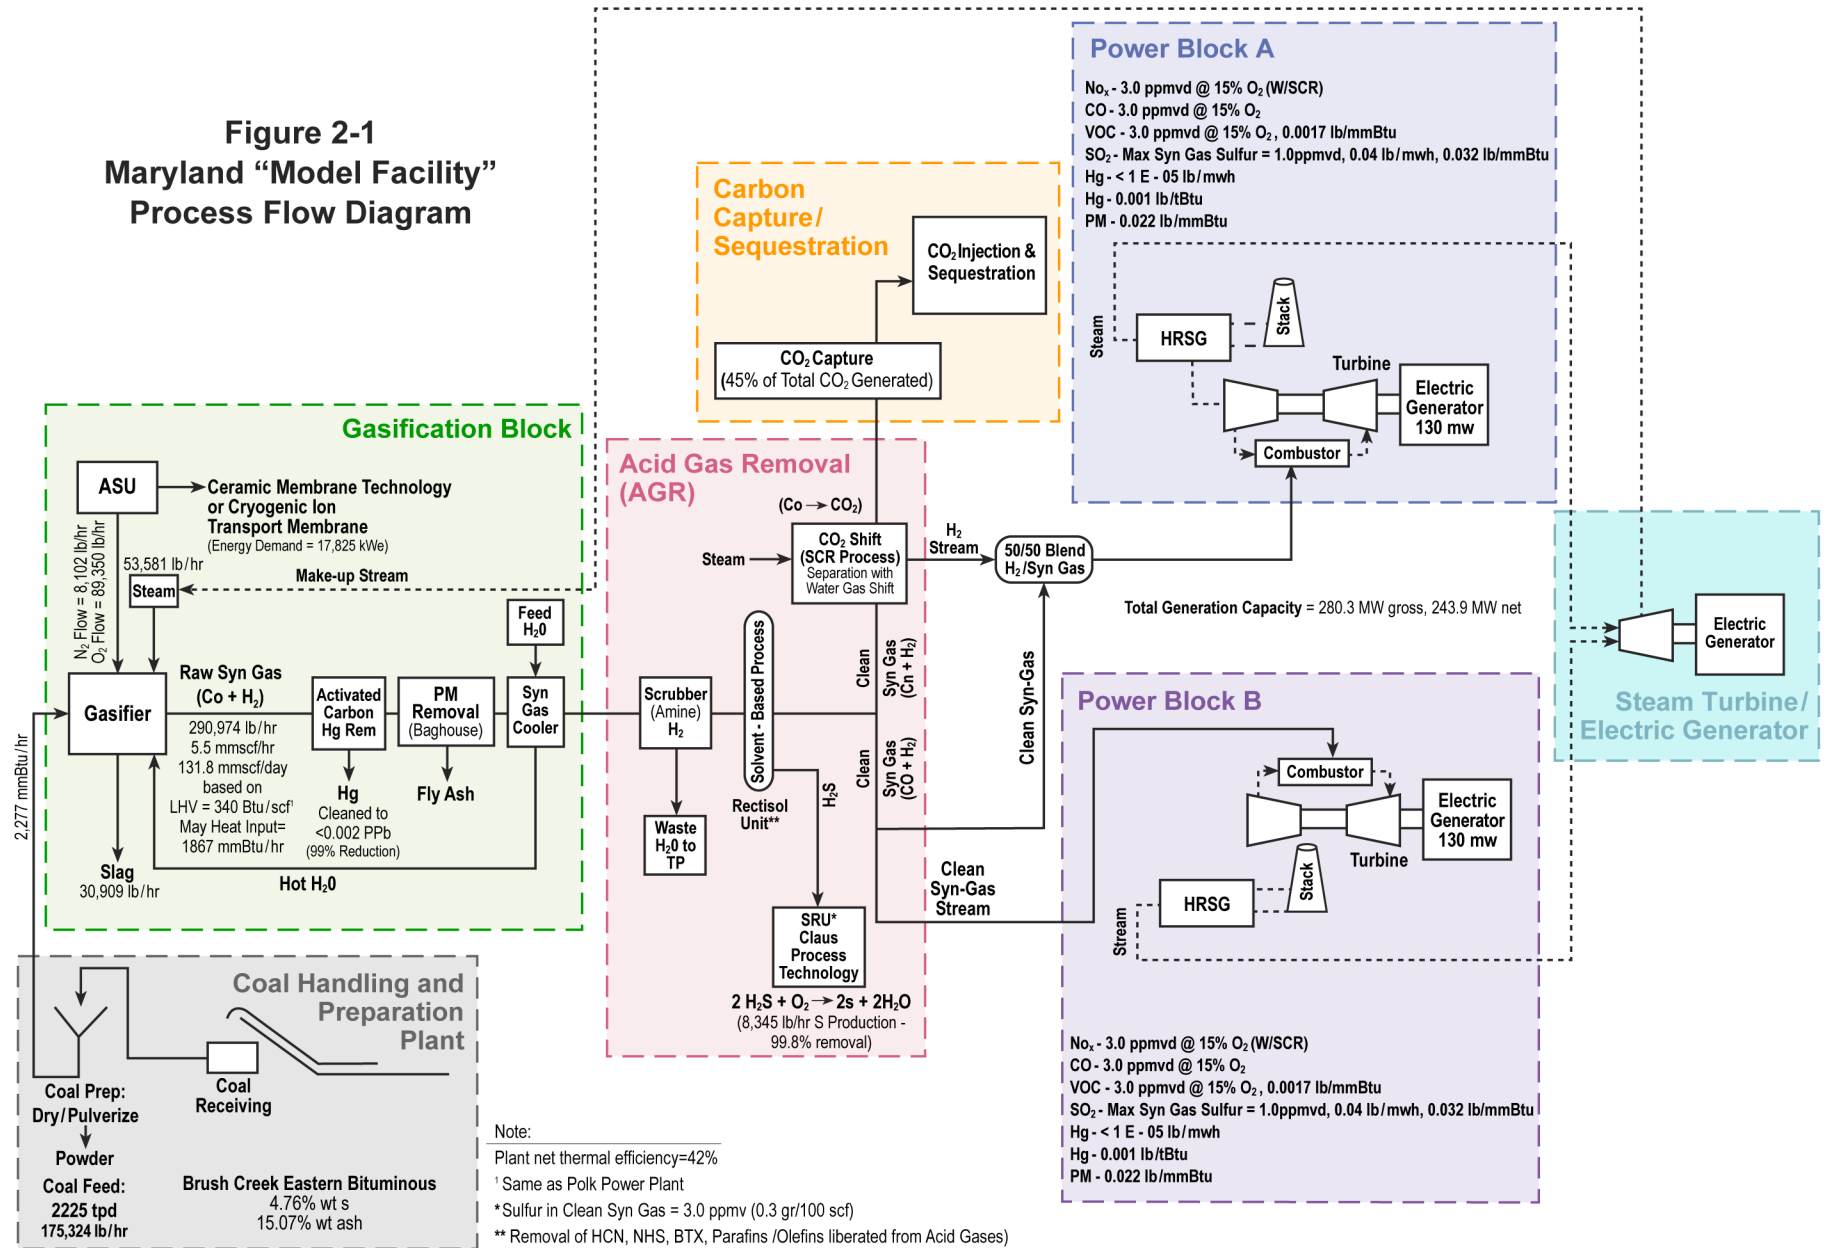 Figure 2-1
Maryland “Model Facility”
Process Flow Diagram
Gasification Block
ASU
Ceramic Membrane Technology
or Cryogenic Ion
Transport Membrane
(Energy Demand = 17,825 kWe)
N2 Flow = 8,102 lb/hr
O2 Flow = 89,350 lb/hr
53,581 lb/hr
Steam
Make-up Stream
Feed
H20
Gasifier
Raw Syn Gas
(Co + H2)
290,974 lb/hr
5.5 mmscf/hr
131.8 mmscf/day
based on
LHV = 340 Btu/scf¹
May Heat Input=
1867 mmBtu/hr
Activated
Carbon
Hg Rem
Hg
Cleaned to
<0.002 PPb
(99% Reduction)
PM
Removal
(Baghouse)
Fly Ash
Syn
Gas
Cooler
Slag
30,909 lb/hr
Hot H20
2,277 mmBtu/hr
Coal Handling and
Preparation
Plant
Coal
Receiving
Coal Prep:
Dry/Pulverize
Powder
Coal Feed:
2225 tpd
175,324 lb/hr
Brush Creek Eastern Bituminous
4.76% wt s
15.07% wt ash
Carbon
Capture/
Sequestration
CO2 Injection &
Sequestration
CO2 Capture
(45% of Total CO2 Generated)
Acid Gas Removal
(AGR)
(Co → CO2)
Steam
CO2 Shift
(SCR Process)
Separation with
Water Gas Shift
H2
Stream
50/50 Blend
H2/Syn Gas
Scrubber
(Amine)
H2
Waste
H20 to
TP
Solvent - Based Process
Rectisol
Unit**
H2S
Clean
Syn Gas
(Cn + H2)
Clean
Syn Gas
(CO + H2)
Clean Syn-Gas
Clean
Syn-Gas
Stream
SRU*
Claus
Process
Technology
2 H2S + O2 → 2s + 2H2O
(8,345 lb/hr S Production -
99.8% removal)
Power Block A
Nox - 3.0 ppmvd @ 15% O2 (W/SCR)
CO - 3.0 ppmvd @ 15% O2
VOC - 3.0 ppmvd @ 15% O2 , 0.0017 lb/mmBtu
SO2 - Max Syn Gas Sulfur = 1.0ppmvd, 0.04 lb/mwh, 0.032 lb/mmBtu
Hg - < 1 E - 05 lb/mwh
Hg - 0.001 lb/tBtu
PM - 0.022 lb/mmBtu
Steam
HRSG
Stack
Turbine
Electric
Generator
130 mw
Combustor
Total Generation Capacity = 280.3 MW gross, 243.9 MW net
Electric
Generator
Steam Turbine/
Electric Generator
Power Block B
Combustor
Electric
Generator
130 mw
Turbine
HRSG
Stack
Stream
Nox - 3.0 ppmvd @ 15% O2 (W/SCR)
CO - 3.0 ppmvd @ 15% O2
VOC - 3.0 ppmvd @ 15% O2 , 0.0017 lb/mmBtu
SO2 - Max Syn Gas Sulfur = 1.0ppmvd, 0.04 lb/mwh, 0.032 lb/mmBtu
Hg - < 1 E - 05 lb/mwh
Hg - 0.001 lb/tBtu
PM - 0.022 lb/mmBtu
Note:
Plant net thermal efficiency=42%
¹ Same as Polk Power Plant
* Sulfur in Clean Syn Gas = 3.0 ppmv (0.3 gr/100 scf)
** Removal of HCN, NHS, BTX, Parafins /Olefins liberated from Acid Gases)